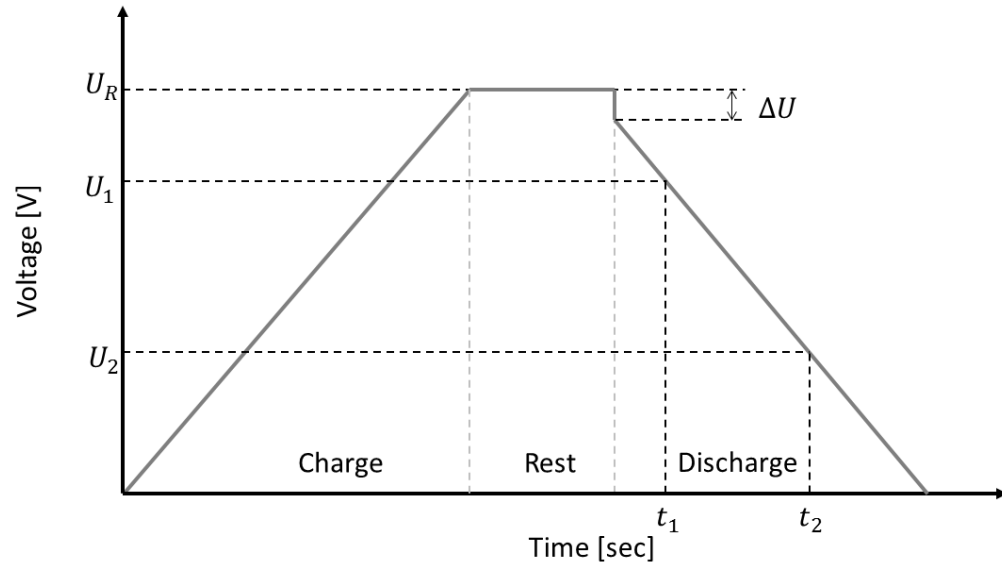 U_R
ΔU
U_1
Voltage [V]
U_2
Charge
Rest
Discharge
t_1
t_2
Time [sec]